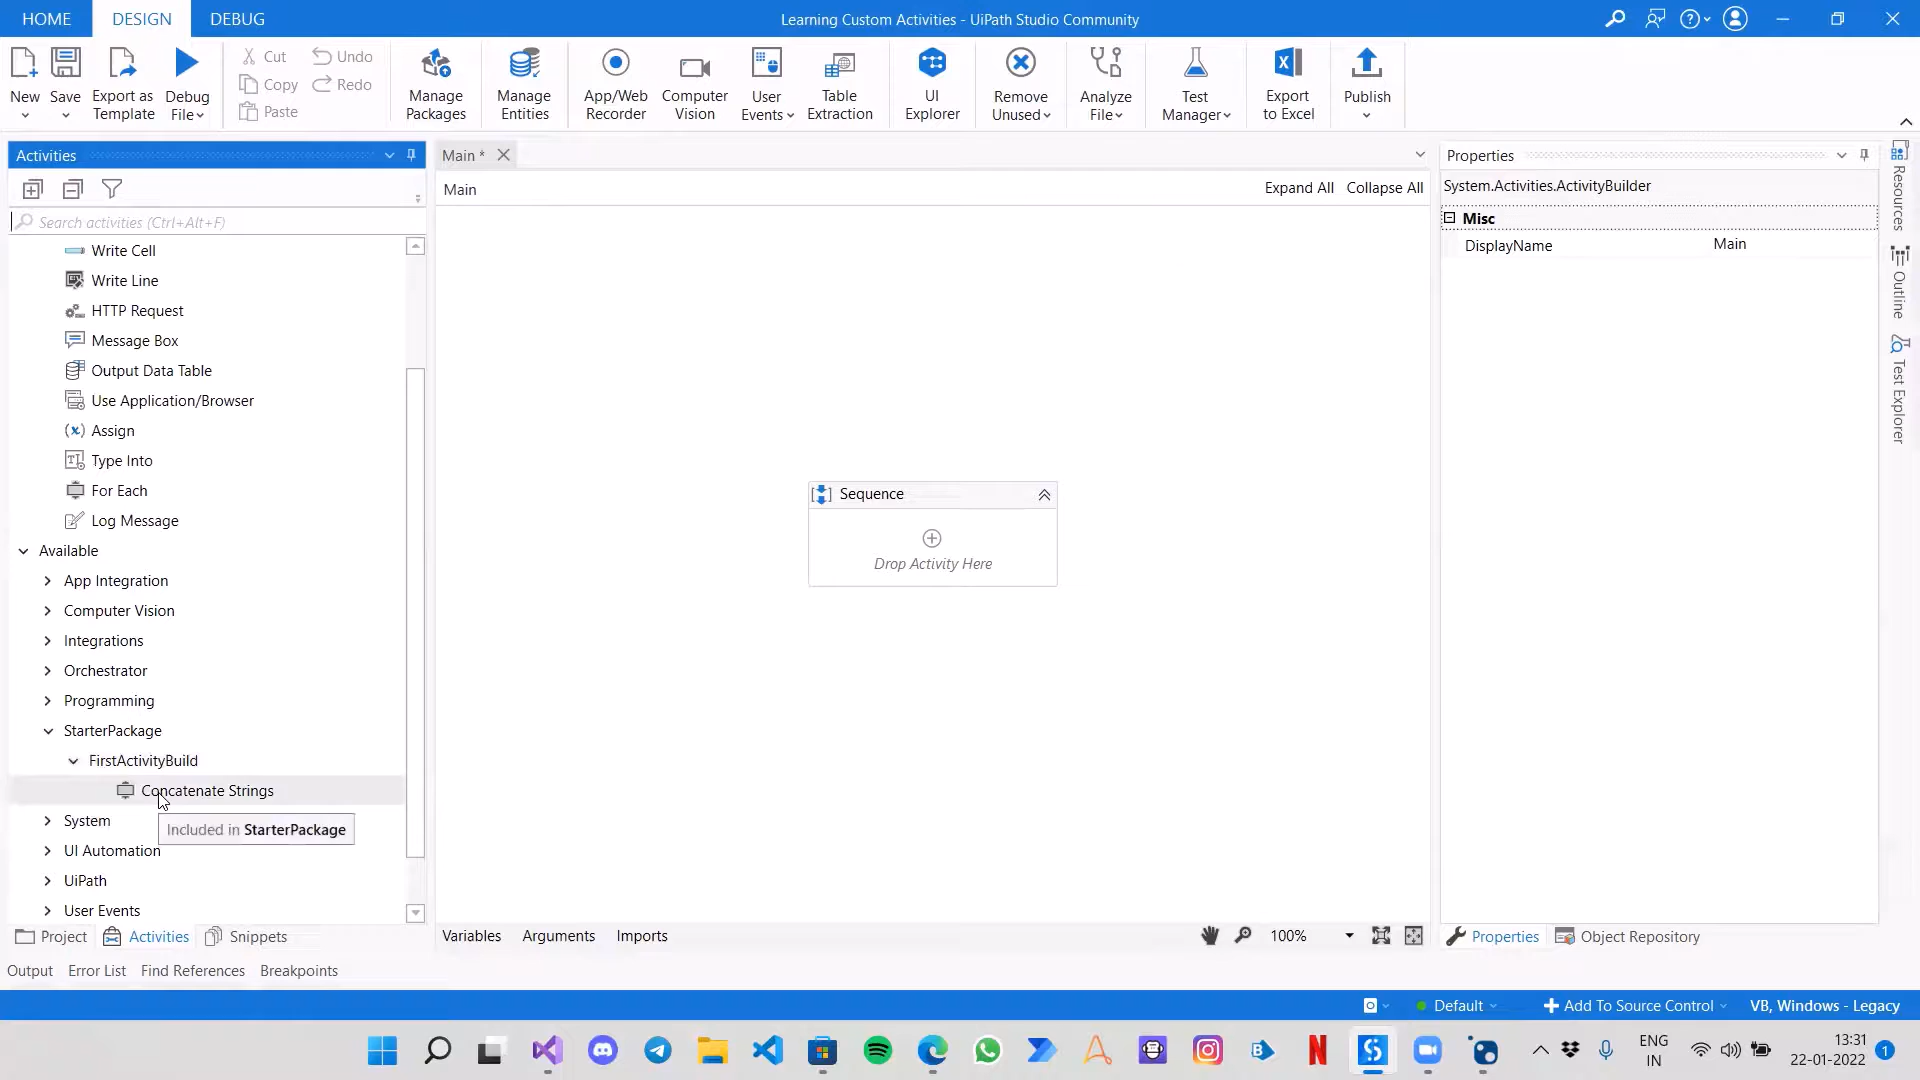 HOME DESIGN DEBUG
Learning Custom Activities - UiPath Studio Community
New
Save
Export as
Template
Debug
File
Cut
Copy
Paste
Undo
Redo
Manage
Packages
Manage
Entities
App/Web
Recorder
Computer
Vision
User
Events
Table
Extraction
UI
Explorer
Remove
Unused
Analyze
File
Test
Manager
Export
to Excel
Publish
Activities
Search activities (Ctrl+Alt+F)
Write Cell
Write Line
HTTP Request
Message Box
Output Data Table
Use Application/Browser
Assign
Type Into
For Each
Log Message
Available
App Integration
Computer Vision
Integrations
Orchestrator
Programming
StarterPackage
FirstActivityBuild
Concatenate Strings
System
Included in StarterPackage
UI Automation
UiPath
User Events
Project Activities Snippets
Main *
Main
Expand All Collapse All
Sequence
Drop Activity Here
Variables Arguments Imports
100%
Properties
System.Activities.ActivityBuilder
Misc
DisplayName Main
Properties Object Repository
Resources
Outline
Test Explorer
Output Error List Find References Breakpoints
Default
Add To Source Control
VB, Windows - Legacy
ENG
IN
13:31
22-01-2022
1